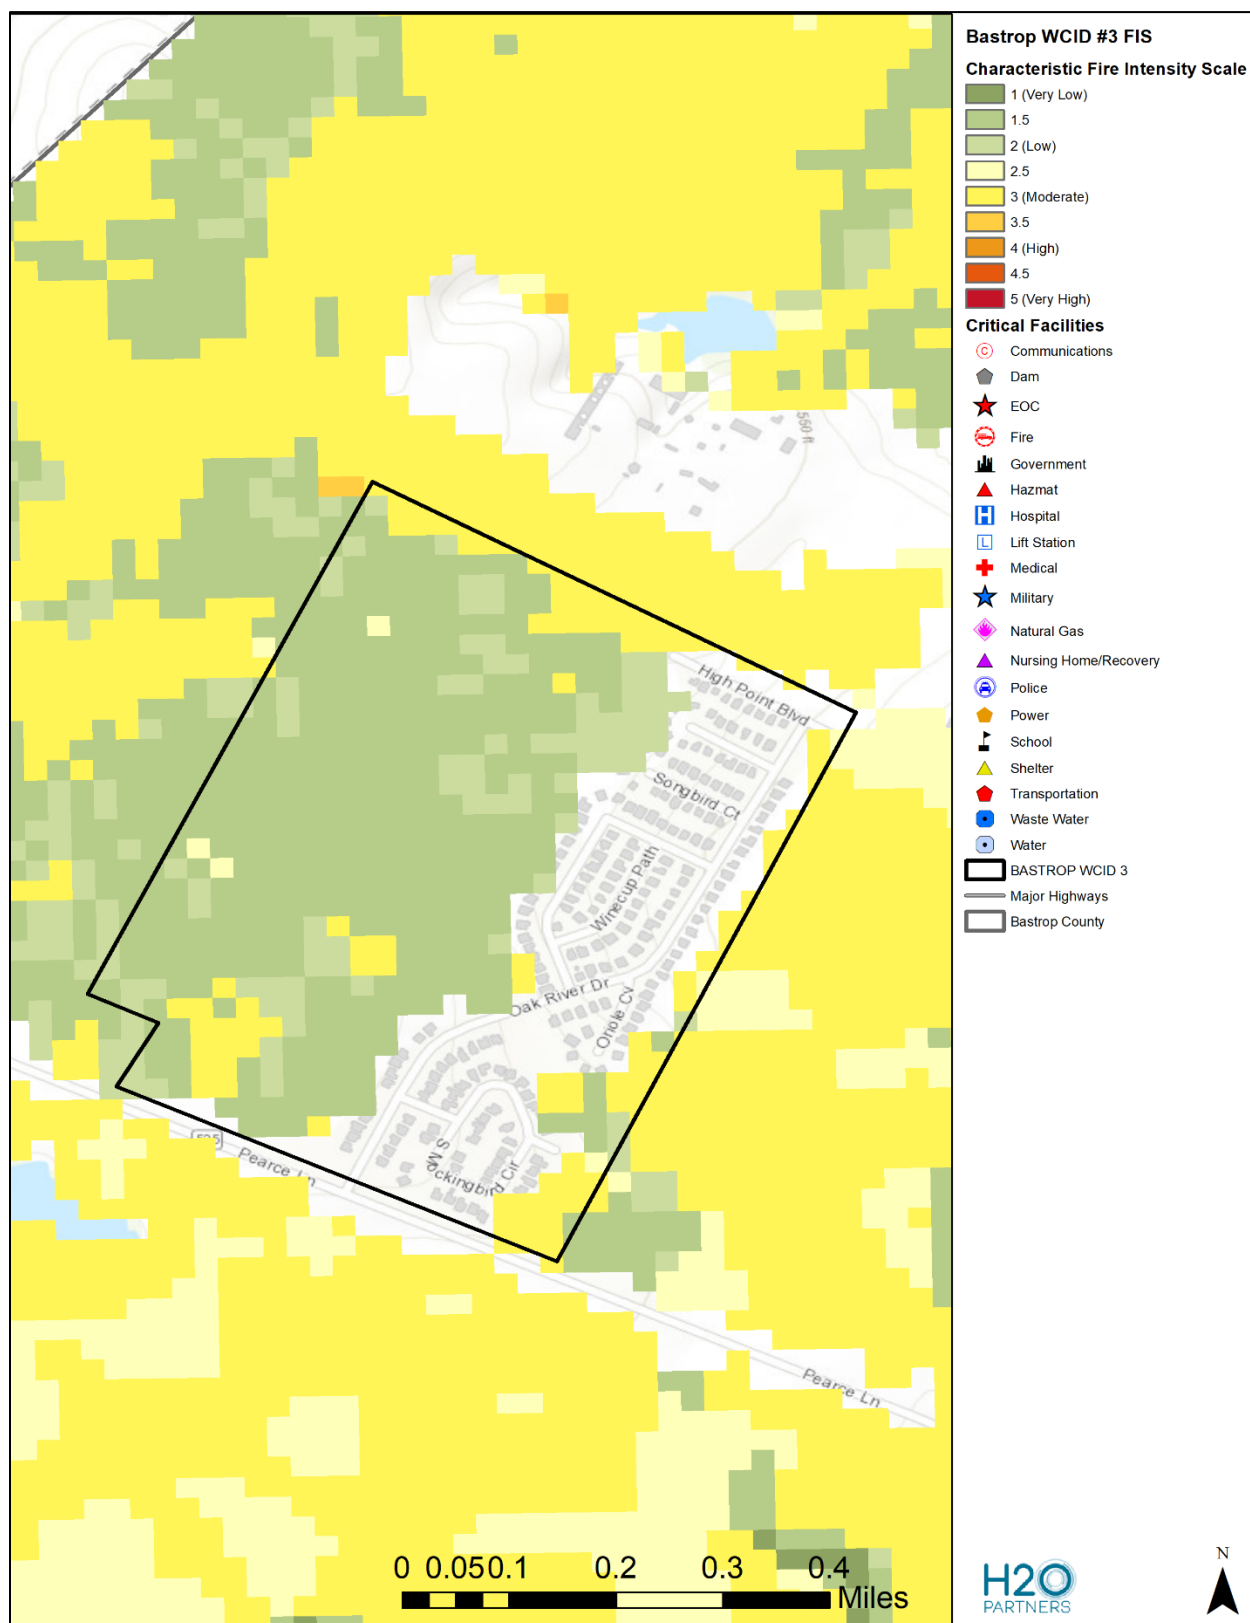 Bastrop WCID #3 FIS
Characteristic Fire Intensity Scale
1 (Very Low)
1.5
2 (Low)
2.5
3 (Moderate)
3.5
4 (High)
4.5
5 (Very High)
Critical Facilities
C Communications
Dam
EOC
Fire
Government
Hazmat
H Hospital
L Lift Station
Medical
Military
Natural Gas
Nursing Home/Recovery
Police
Power
School
Shelter
Transportation
Waste Water
Water
BASTROP WCID 3
Major Highways
Bastrop County
550 ft
High Point Blvd
Songbird Ct
Winecup Path
Oak River Dr
Oriole Cv
S Mockingbird Cir
Pearce Ln
Pearce Ln
0 0.05 0.1 0.2 0.3 0.4
Miles
H2O
PARTNERS
N